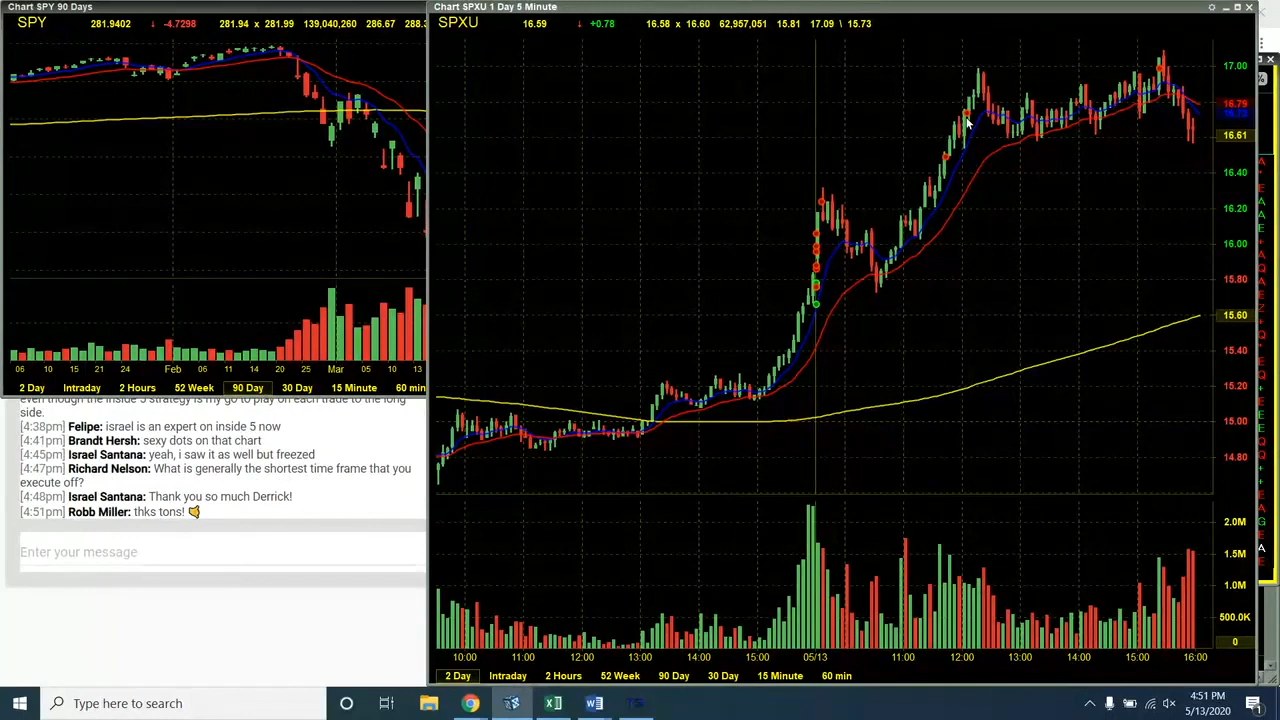 Chart SPY 90 Days
SPY 281.9402 ↓ -4.7298 281.94 x 281.99 139,040,260 286.67 288.
06 10 15 21 24 Feb 06 11 14 20 25 Mar 05 10 13
2 Day Intraday 2 Hours 52 Week 90 Day 30 Day 15 Minute 60 min
even though the inside 5 strategy is my go to play on each trade to the long
side.
[4:38pm] Felipe: israel is an expert on inside 5 now
[4:41pm] Brandt Hersh: sexy dots on that chart
[4:45pm] Israel Santana: yeah, i saw it as well but freezed
[4:47pm] Richard Nelson: What is generally the shortest time frame that you
execute off?
[4:48pm] Israel Santana: Thank you so much Derrick!
[4:51pm] Robb Miller: thks tons!
Enter your message
Chart SPXU 1 Day 5 Minute
SPXU 16.59 ↓ +0.78 16.58 x 16.60 62,957,051 15.81 17.09 \ 15.73
17.00
16.79
16.73
16.61
16.40
16.20
16.00
15.80
15.60
15.40
15.20
15.00
14.80
2.0M
1.5M
1.0M
500.0K
0
10:00 11:00 12:00 13:00 14:00 15:00 05/13 11:00 12:00 13:00 14:00 15:00 16:00
2 Day Intraday 2 Hours 52 Week 90 Day 30 Day 15 Minute 60 min
Type here to search
4:51 PM
5/13/2020